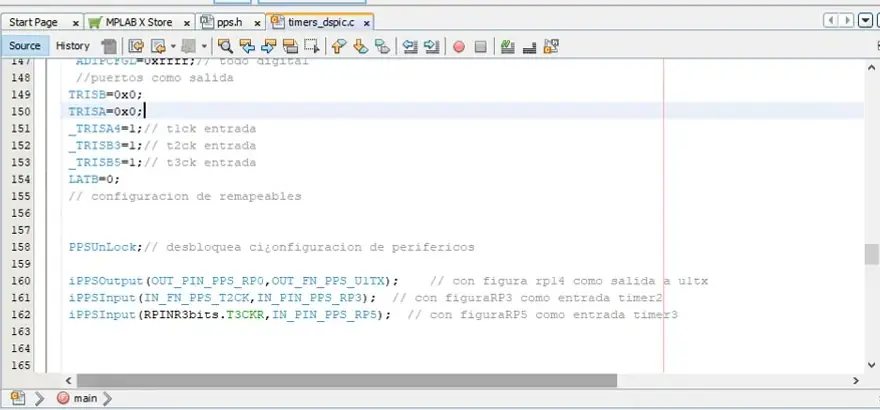 Start Page × MPLAB X Store × pps.h × timers_dspic.c ×
Source History
147 ADIPCFGL=0xffff;// todo digital
148 //puertos como salida
149 TRISB=0x0;
150 TRISA=0x0;
151 _TRISA4=1;// t1ck entrada
152 _TRISB3=1;// t2ck entrada
153 _TRISB5=1;// t3ck entrada
154 LATB=0;
155 // configuracion de remapeables
156
157
158 PPSUnLock;// desbloquea ci¿onfiguracion de perifericos
159
160 iPPSOutput(OUT_PIN_PPS_RP0,OUT_FN_PPS_U1TX); // con figura rp14 como salida a u1tx
161 iPPSInput(IN_FN_PPS_T2CK,IN_PIN_PPS_RP3); // con figuraRP3 como entrada timer2
162 iPPSInput(RPINR3bits.T3CKR,IN_PIN_PPS_RP5); // con figuraRP5 como entrada timer3
163
164
165
main